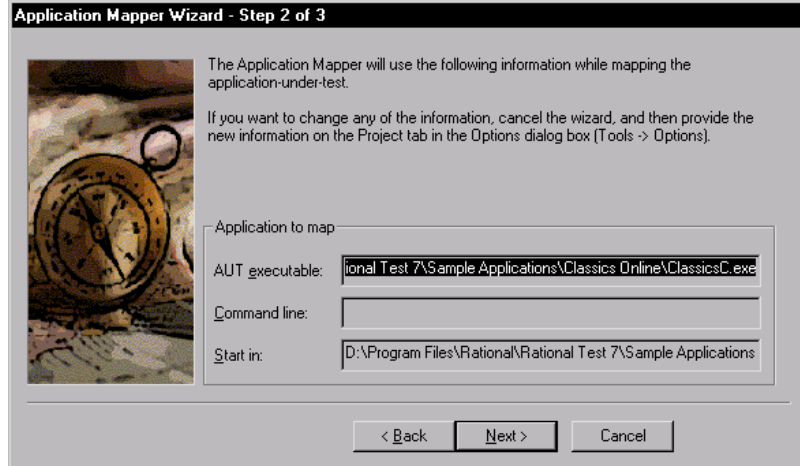 Application Mapper Wizard - Step 2 of 3
The Application Mapper will use the following information while mapping the
application-under-test.
If you want to change any of the information, cancel the wizard, and then provide the
new information on the Project tab in the Options dialog box (Tools -> Options).
Application to map
AUT executable: ional Test 7\Sample Applications\Classics Online\ClassicsC.exe
Command line:
Start in: D:\Program Files\Rational\Rational Test 7\Sample Applications
< Back Next > Cancel